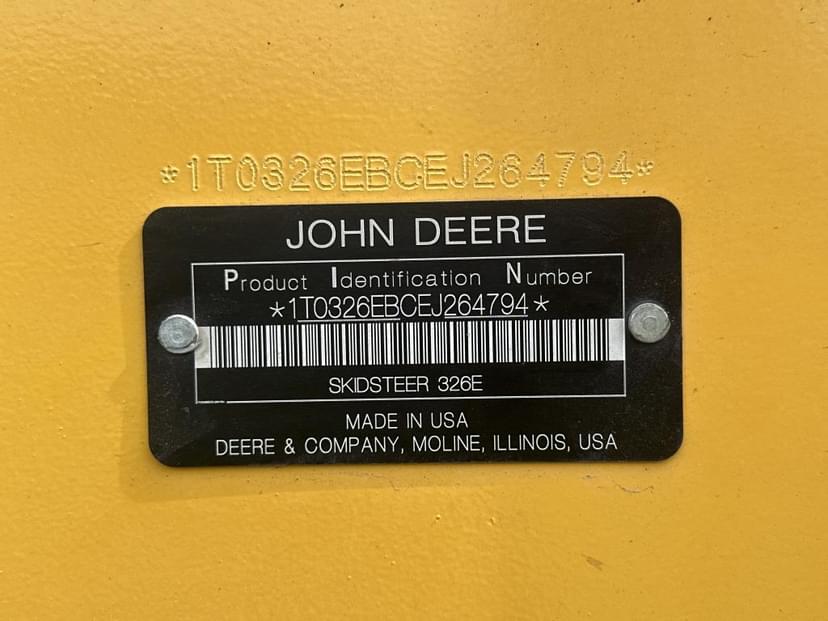 *1T0326EBCEJ264794*
JOHN DEERE
Product Identification Number
*1T0326EBCEJ264794*
SKIDSTEER 326E
MADE IN USA
DEERE & COMPANY, MOLINE, ILLINOIS, USA